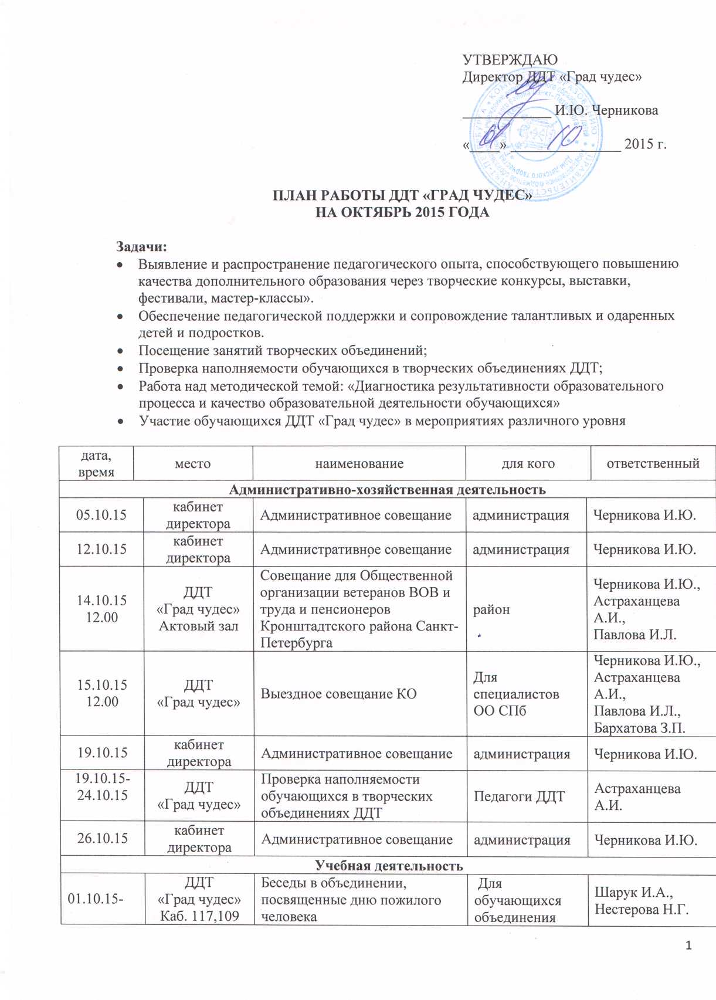 УТВЕРЖДАЮ
Директор ДДТ «Град чудес»
____________ И.Ю. Черникова
«____» _______________ 2015 г.
10
ПЛАН РАБОТЫ ДДТ «ГРАД ЧУДЕС»
НА ОКТЯБРЬ 2015 ГОДА
Задачи:
• Выявление и распространение педагогического опыта, способствующего повышению
качества дополнительного образования через творческие конкурсы, выставки,
фестивали, мастер-классы».
• Обеспечение педагогической поддержки и сопровождение талантливых и одаренных
детей и подростков.
• Посещение занятий творческих объединений;
• Проверка наполняемости обучающихся в творческих объединениях ДДТ;
• Работа над методической темой: «Диагностика результативности образовательного
процесса и качество образовательной деятельности обучающихся»
• Участие обучающихся ДДТ «Град чудес» в мероприятиях различного уровня
дата,
время
место
наименование
для кого
ответственный
Административно-хозяйственная деятельность
05.10.15
кабинет
директора
Административное совещание
администрация
Черникова И.Ю.
12.10.15
кабинет
директора
Административное совещание
администрация
Черникова И.Ю.
14.10.15
12.00
ДДТ
«Град чудес»
Актовый зал
Совещание для Общественной
организации ветеранов ВОВ и
труда и пенсионеров
Кронштадтского района Санкт-
Петербурга
район
Черникова И.Ю.,
Астраханцева
А.И.,
Павлова И.Л.
15.10.15
12.00
ДДТ
«Град чудес»
Выездное совещание КО
Для
специалистов
ОО СПб
Черникова И.Ю.,
Астраханцева
А.И.,
Павлова И.Л.,
Бархатова З.П.
19.10.15
кабинет
директора
Административное совещание
администрация
Черникова И.Ю.
19.10.15-
24.10.15
ДДТ
«Град чудес»
Проверка наполняемости
обучающихся в творческих
объединениях ДДТ
Педагоги ДДТ
Астраханцева
А.И.
26.10.15
кабинет
директора
Административное совещание
администрация
Черникова И.Ю.
Учебная деятельность
01.10.15-
ДДТ
«Град чудес»
Каб. 117,109
Беседы в объединении,
посвященные дню пожилого
человека
Для
обучающихся
объединения
Шарук И.А.,
Нестерова Н.Г.
1